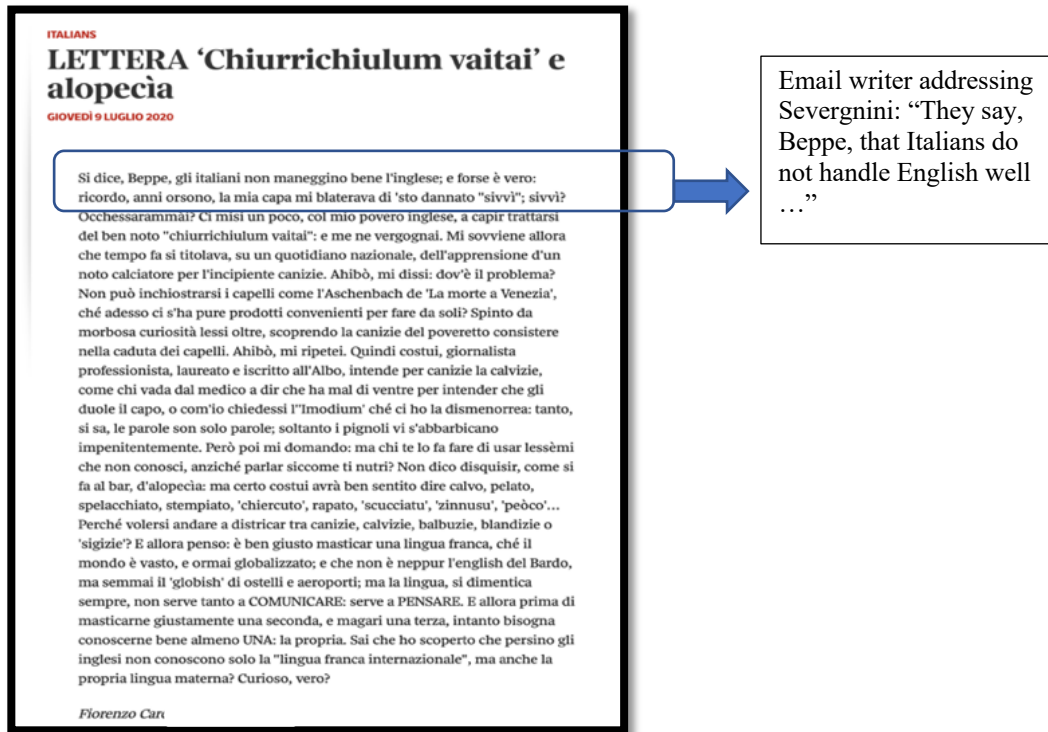 ITALIANS
LETTERA ‘Chiurrichiulum vaitai’ e
alopecìa
GIOVEDÌ 9 LUGLIO 2020
Si dice, Beppe, gli italiani non maneggino bene l'inglese; e forse è vero:
ricordo, anni orsono, la mia capa mi blaterava di 'sto dannato "sivvì"; sivvì?
Occhessarammài? Ci misi un poco, col mio povero inglese, a capir trattarsi
del ben noto "chiurrichiulum vaitai": e me ne vergognai. Mi sovviene allora
che tempo fa si titolava, su un quotidiano nazionale, dell'apprensione d'un
noto calciatore per l'incipiente canizie. Ahibò, mi dissi: dov'è il problema?
Non può inchiostrarsi i capelli come l'Aschenbach de 'La morte a Venezia',
ché adesso ci s'ha pure prodotti convenienti per fare da soli? Spinto da
morbosa curiosità lessi oltre, scoprendo la canizie del poveretto consistere
nella caduta dei capelli. Ahibò, mi ripetei. Quindi costui, giornalista
professionista, laureato e iscritto all'Albo, intende per canizie la calvizie,
come chi vada dal medico a dir che ha mal di ventre per intender che gli
duole il capo, o com'io chiedessi l''Imodium' ché ci ho la dismenorrea: tanto,
si sa, le parole son solo parole; soltanto i pignoli vi s'abbarbicano
impenitentemente. Però poi mi domando: ma chi te lo fa fare di usar lessèmi
che non conosci, anziché parlar siccome ti nutri? Non dico disquisir, come si
fa al bar, d'alopecìa: ma certo costui avrà ben sentito dire calvo, pelato,
spelacchiato, stempiato, 'chiercuto', rapato, 'scucciatu', 'zinnusu', 'peòco'...
Perché volersi andare a districar tra canizie, calvizie, balbuzie, blandizie o
'sigizie'? E allora penso: è ben giusto masticar una lingua franca, ché il
mondo è vasto, e ormai globalizzato; e che non è neppur l'english del Bardo,
ma semmai il 'globish' di ostelli e aeroporti; ma la lingua, si dimentica
sempre, non serve tanto a COMUNICARE: serve a PENSARE. E allora prima di
masticarne giustamente una seconda, e magari una terza, intanto bisogna
conoscerne bene almeno UNA: la propria. Sai che ho scoperto che persino gli
inglesi non conoscono solo la "lingua franca internazionale", ma anche la
propria lingua materna? Curioso, vero?
Fiorenzo
Email writer addressing
Severgnini: “They say,
Beppe, that Italians do
not handle English well
…”